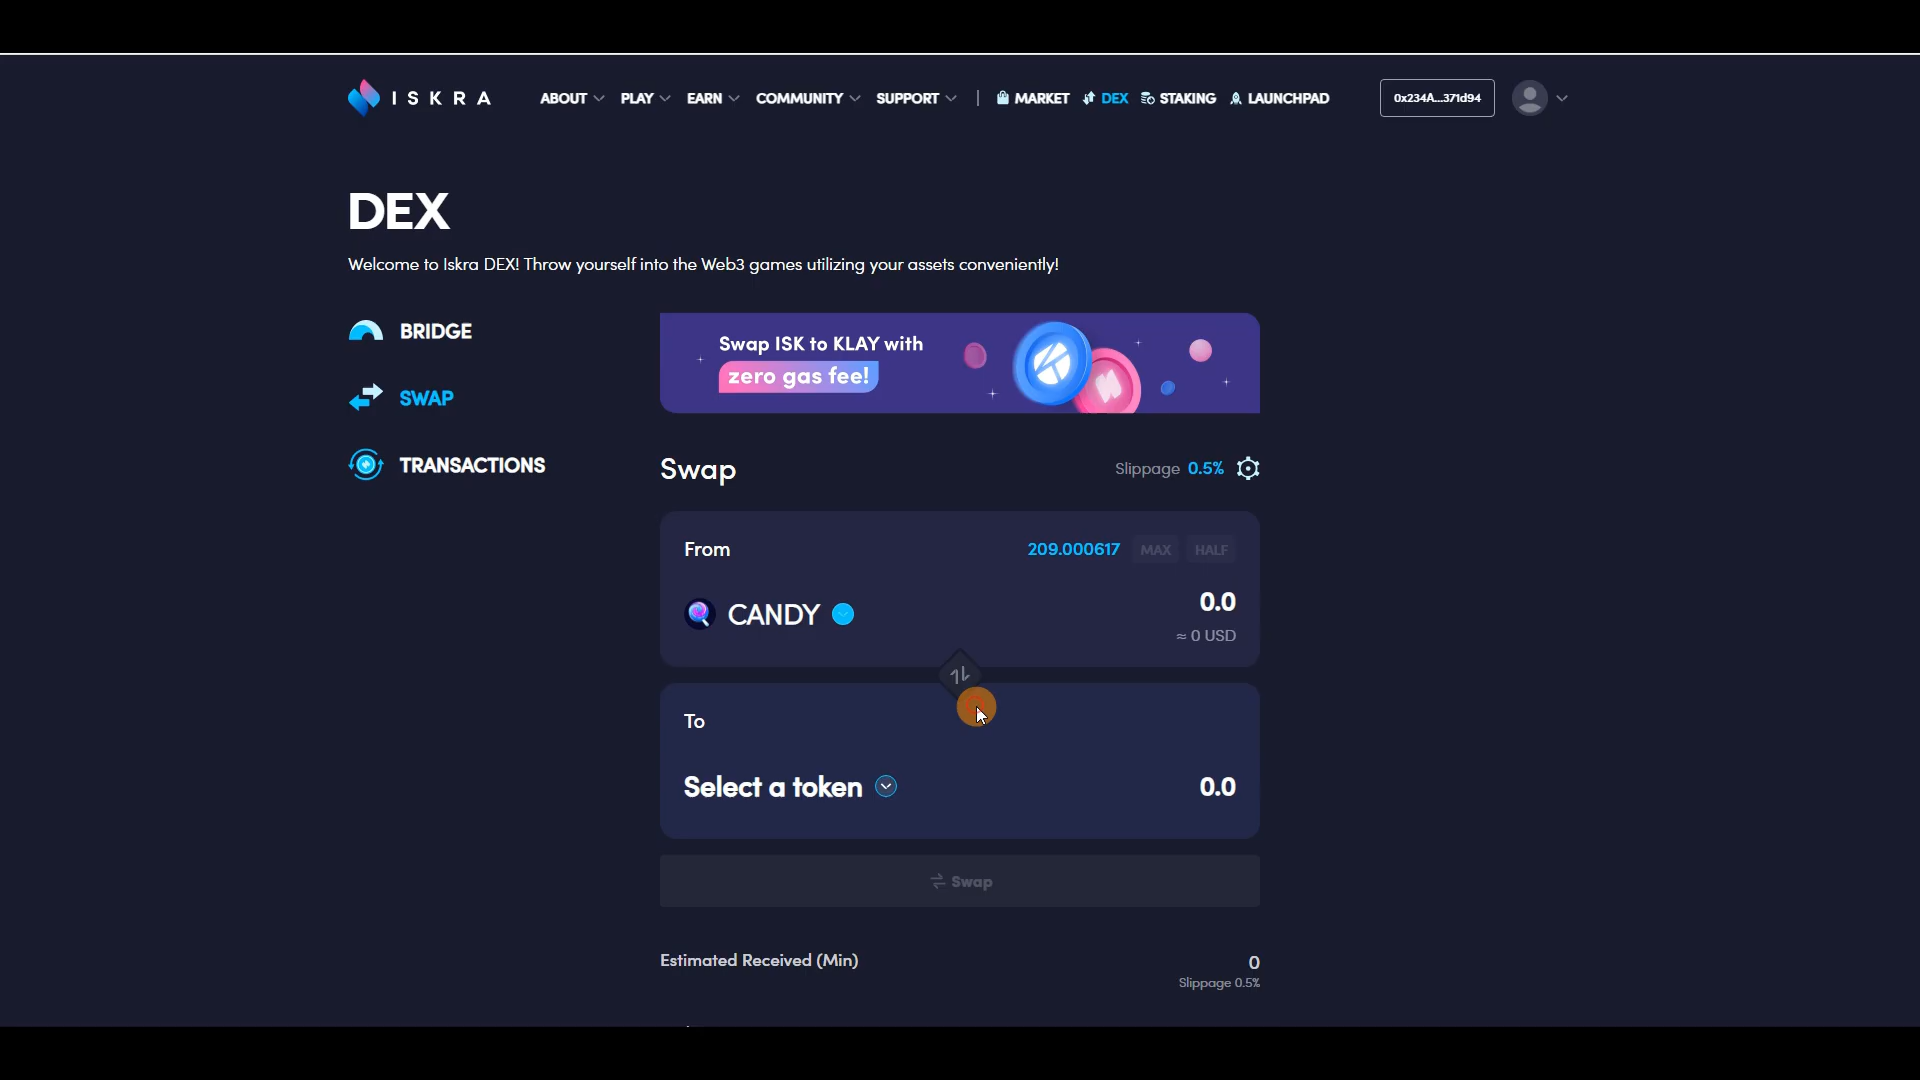 ISKRA
ABOUT PLAY EARN COMMUNITY SUPPORT | MARKET DEX STAKING LAUNCHPAD
0x234A...371d94
DEX
Welcome to Iskra DEX! Throw yourself into the Web3 games utilizing your assets conveniently!
BRIDGE
SWAP
TRANSACTIONS
Swap ISK to KLAY with
zero gas fee!
Swap
Slippage 0.5%
From
209.000617 MAX HALF
CANDY
0.0
≈ 0 USD
To
Select a token
0.0
Swap
Estimated Received (Min)
0
Slippage 0.5%